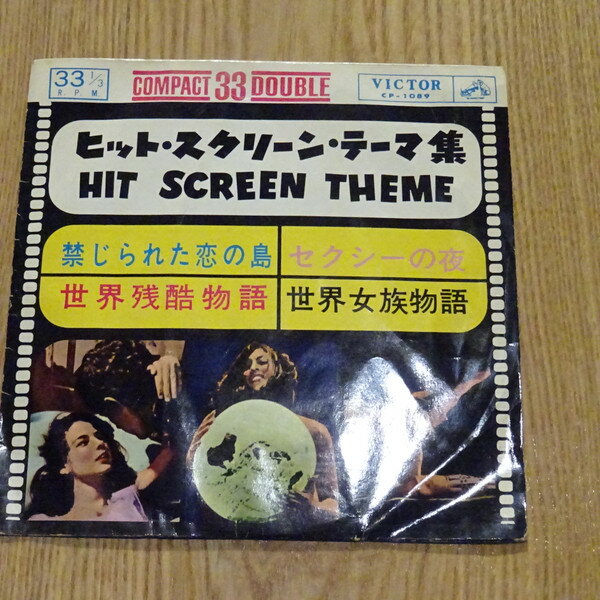 33 1/3
R.P.M.
COMPACT 33 DOUBLE
VICTOR
CP-1089
ヒット・スクリーン・テーマ集
HIT SCREEN THEME
禁じられた恋の島
セクシーの夜
世界残酷物語
世界女族物語